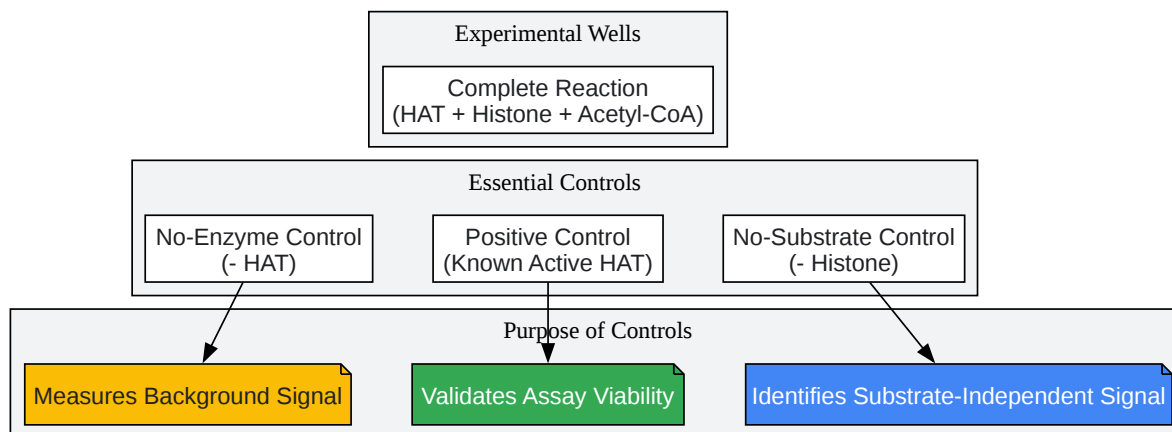 Experimental Wells
Complete Reaction
(HAT + Histone + Acetyl-CoA)
Essential Controls
No-Enzyme Control
(- HAT)
Positive Control
(Known Active HAT)
No-Substrate Control
(- Histone)
Purpose of Controls
Measures Background Signal
Validates Assay Viability
Identifies Substrate-Independent Signal